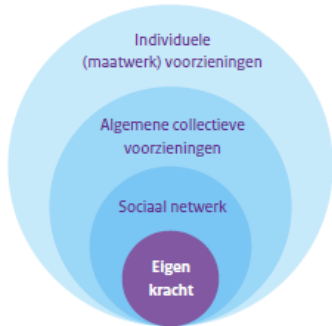 Individuele
(maatwerk) voorzieningen
Algemene collectieve
voorzieningen
Sociaal netwerk
Eigen
kracht